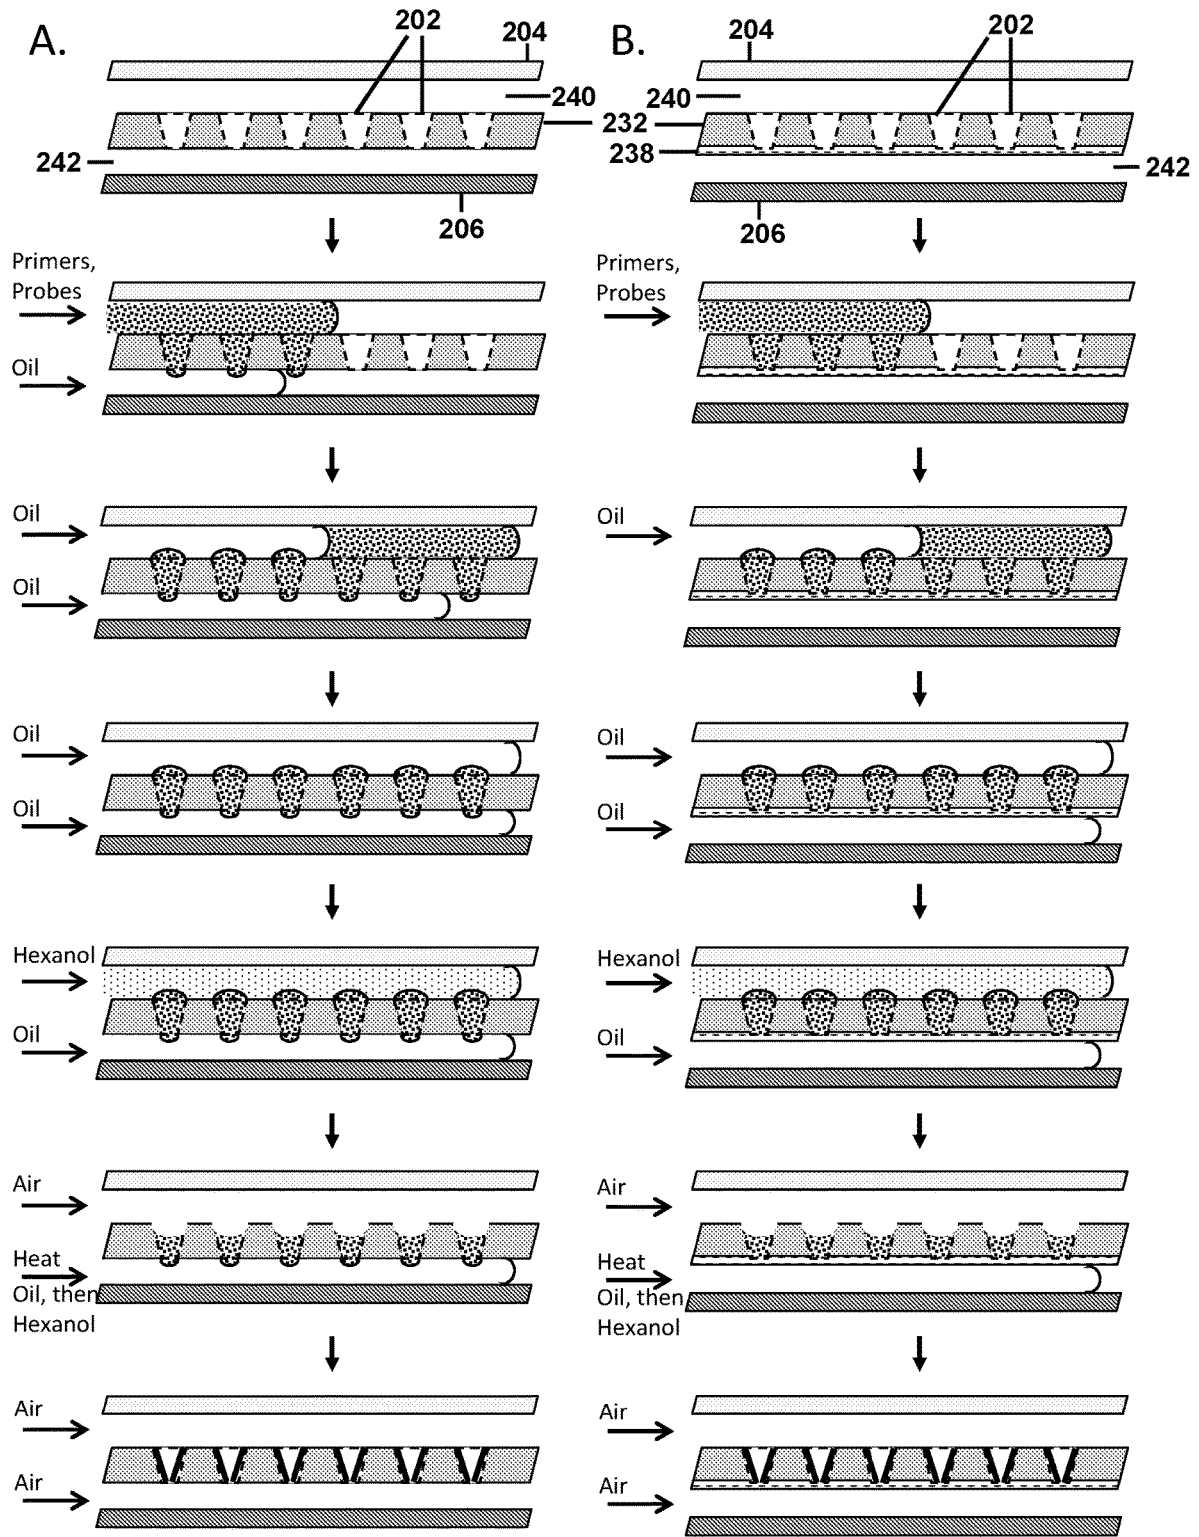 A.
202
204
240
232
242
206
B.
204
202
240
238
242
206
Primers,
Probes
Oil
Primers,
Probes
Oil
Oil
Oil
Oil
Oil
Oil
Oil
Hexanol
Oil
Hexanol
Oil
Air
Heat
Oil, then
Hexanol
Air
Heat
Oil, then
Hexanol
Air
Air
Air
Air